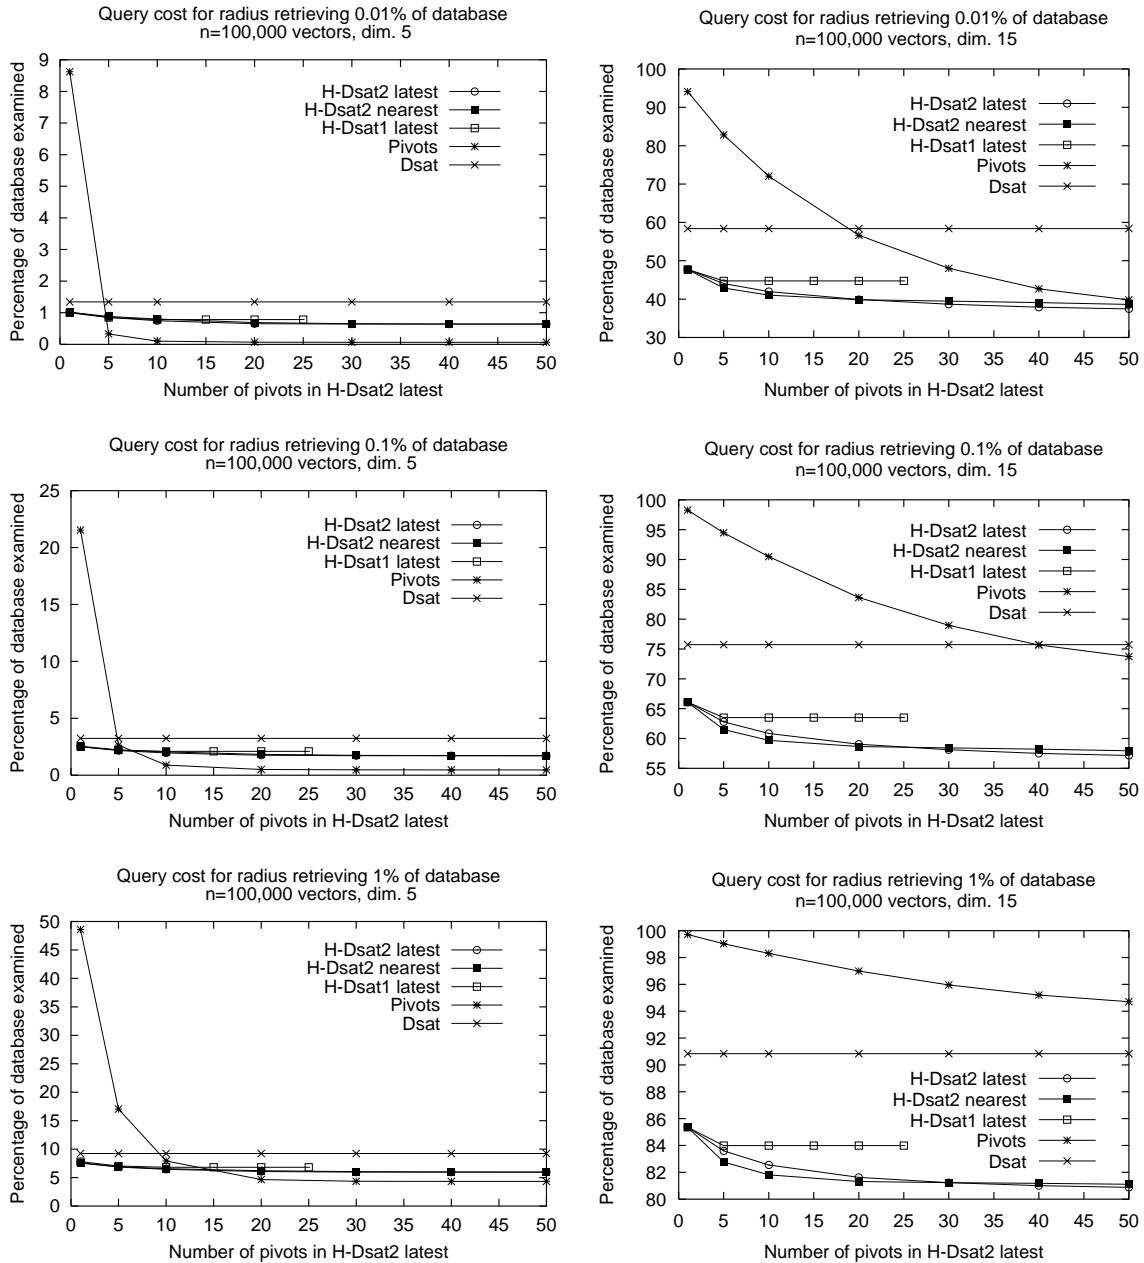 Query cost for radius retrieving 0.01% of database
n=100,000 vectors, dim. 5
Percentage of database examined
9
8
7
6
5
4
3
2
1
0
H-Dsat2 latest
H-Dsat2 nearest
H-Dsat1 latest
Pivots
Dsat
0 5 10 15 20 25 30 35 40 45 50
Number of pivots in H-Dsat2 latest
Query cost for radius retrieving 0.01% of database
n=100,000 vectors, dim. 15
Percentage of database examined
100
90
80
70
60
50
40
30
H-Dsat2 latest
H-Dsat2 nearest
H-Dsat1 latest
Pivots
Dsat
0 5 10 15 20 25 30 35 40 45 50
Number of pivots in H-Dsat2 latest
Query cost for radius retrieving 0.1% of database
n=100,000 vectors, dim. 5
Percentage of database examined
25
20
15
10
5
0
H-Dsat2 latest
H-Dsat2 nearest
H-Dsat1 latest
Pivots
Dsat
0 5 10 15 20 25 30 35 40 45 50
Number of pivots in H-Dsat2 latest
Query cost for radius retrieving 0.1% of database
n=100,000 vectors, dim. 15
Percentage of database examined
100
95
90
85
80
75
70
65
60
55
H-Dsat2 latest
H-Dsat2 nearest
H-Dsat1 latest
Pivots
Dsat
0 5 10 15 20 25 30 35 40 45 50
Number of pivots in H-Dsat2 latest
Query cost for radius retrieving 1% of database
n=100,000 vectors, dim. 5
Percentage of database examined
50
45
40
35
30
25
20
15
10
5
0
H-Dsat2 latest
H-Dsat2 nearest
H-Dsat1 latest
Pivots
Dsat
0 5 10 15 20 25 30 35 40 45 50
Number of pivots in H-Dsat2 latest
Query cost for radius retrieving 1% of database
n=100,000 vectors, dim. 15
Percentage of database examined
100
98
96
94
92
90
88
86
84
82
80
H-Dsat2 latest
H-Dsat2 nearest
H-Dsat1 latest
Pivots
Dsat
0 5 10 15 20 25 30 35 40 45 50
Number of pivots in H-Dsat2 latest